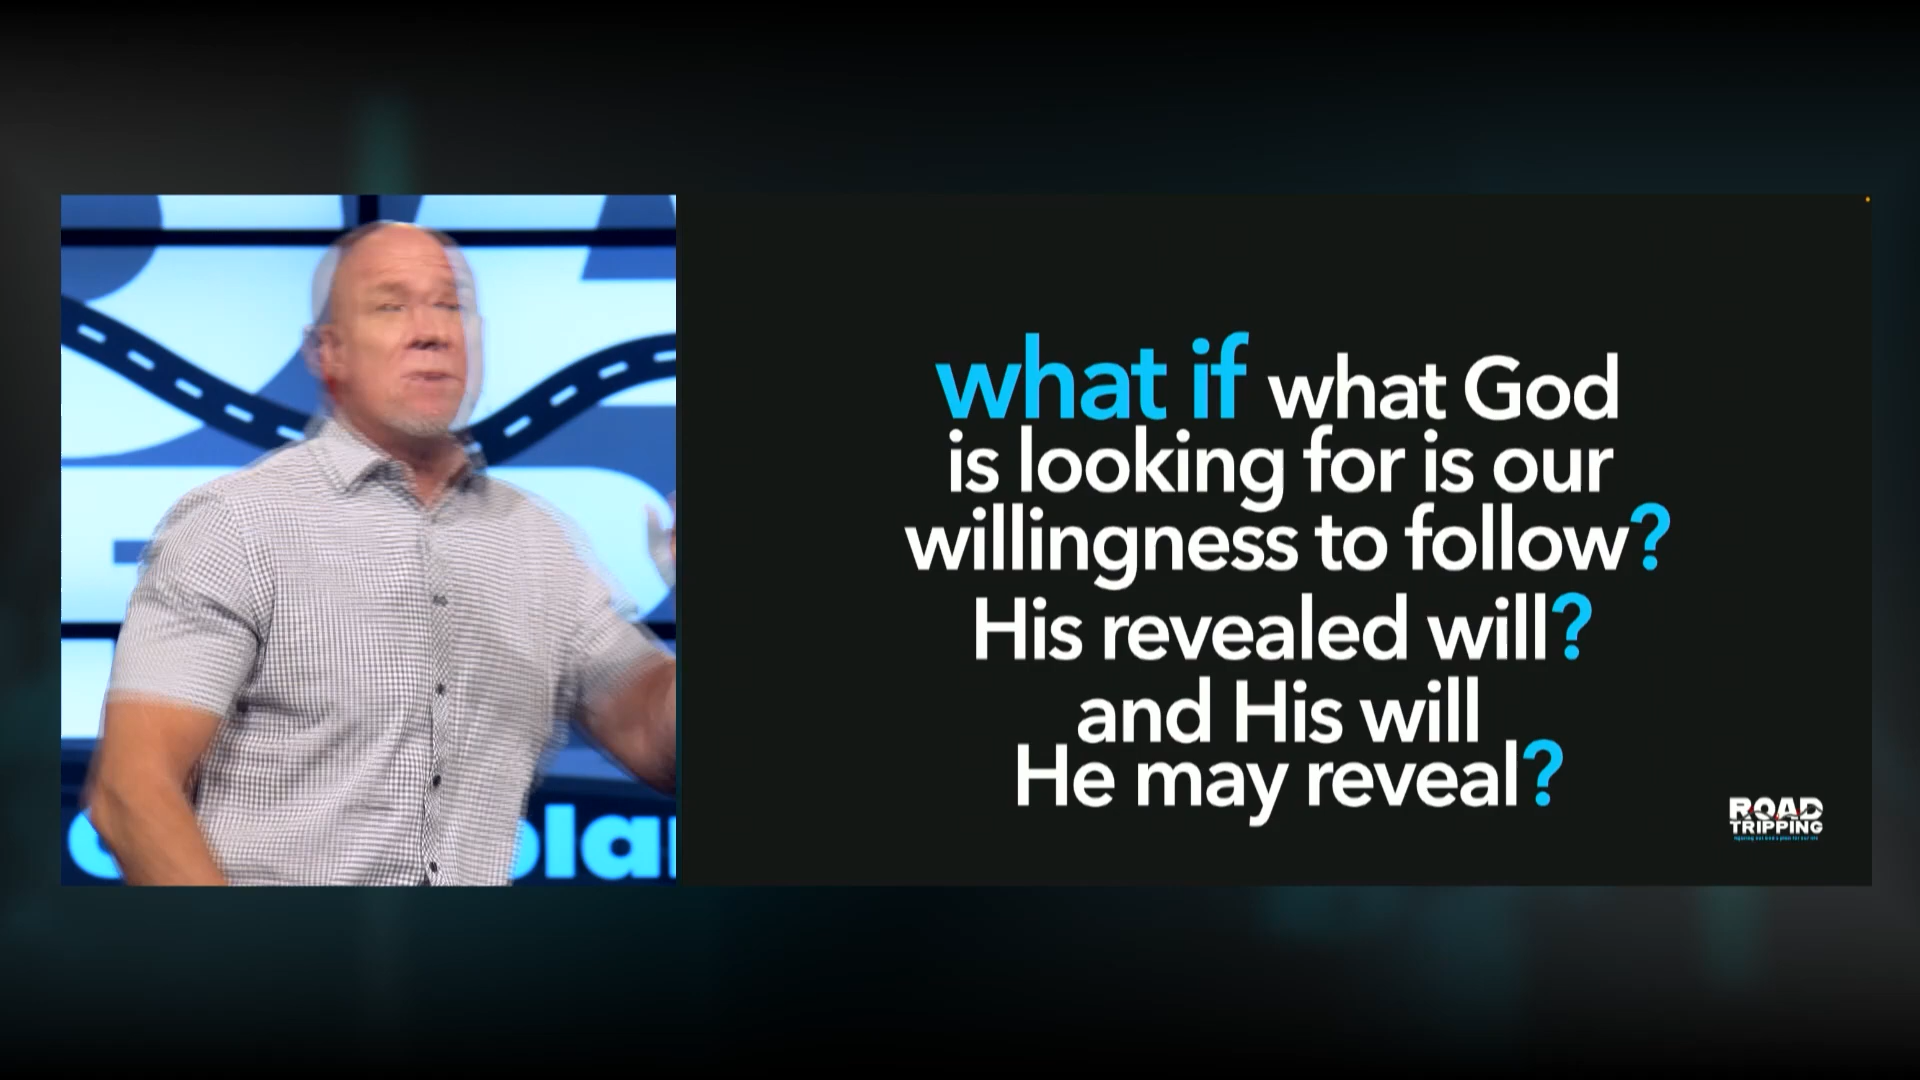 what if what God
is looking for is our
willingness to follow?
His revealed will?
and His will
He may reveal?
ROAD
TRIPPING